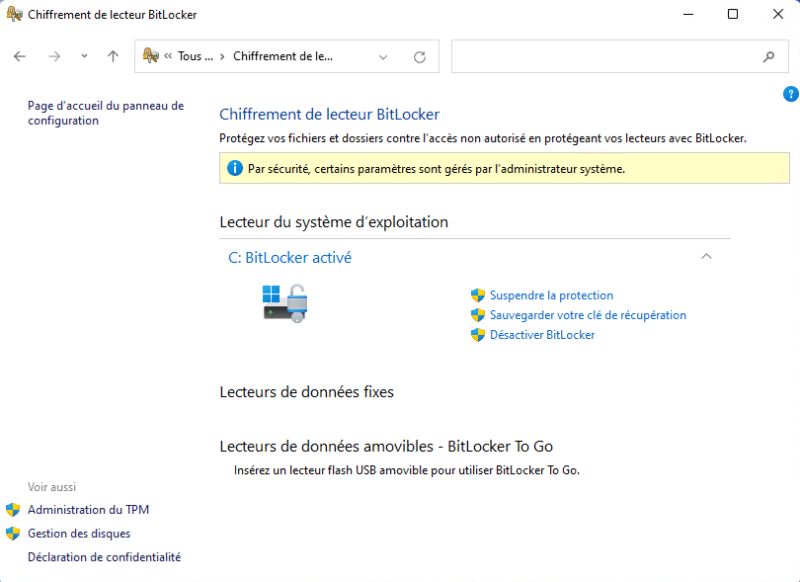 Chiffrement de lecteur BitLocker
« Tous ... › Chiffrement de le...
?
Page d'accueil du panneau de
configuration
Chiffrement de lecteur BitLocker
Protégez vos fichiers et dossiers contre l'accès non autorisé en protégeant vos lecteurs avec BitLocker.
Par sécurité, certains paramètres sont gérés par l'administrateur système.
Lecteur du système d'exploitation
C: BitLocker activé
Suspendre la protection
Sauvegarder votre clé de récupération
Désactiver BitLocker
Lecteurs de données fixes
Lecteurs de données amovibles - BitLocker To Go
Insérez un lecteur flash USB amovible pour utiliser BitLocker To Go.
Voir aussi
Administration du TPM
Gestion des disques
Déclaration de confidentialité